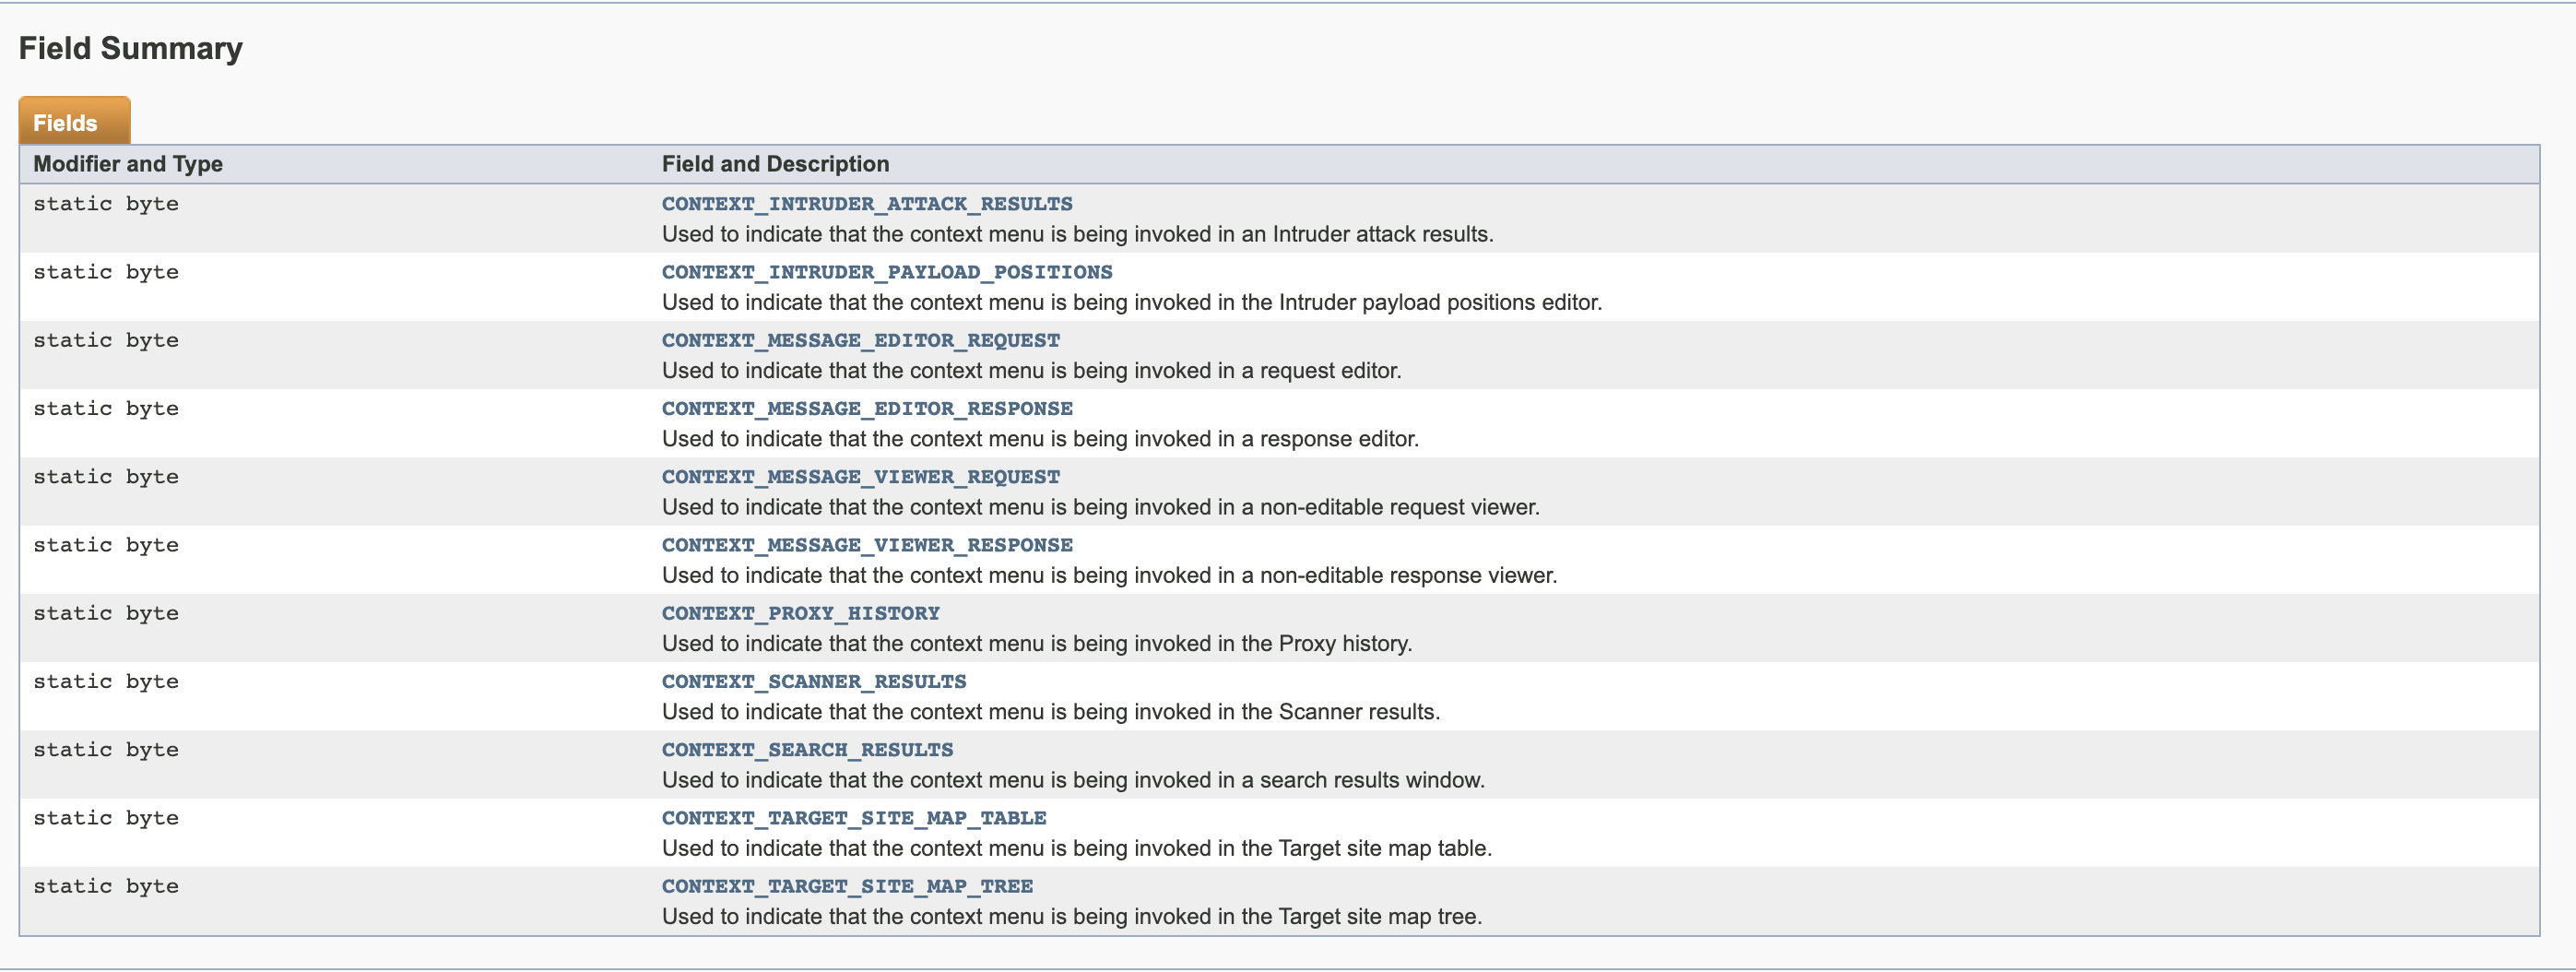 Field Summary
Fields
Modifier and Type Field and Description
static byte CONTEXT_INTRUDER_ATTACK_RESULTS
Used to indicate that the context menu is being invoked in an Intruder attack results.
static byte CONTEXT_INTRUDER_PAYLOAD_POSITIONS
Used to indicate that the context menu is being invoked in the Intruder payload positions editor.
static byte CONTEXT_MESSAGE_EDITOR_REQUEST
Used to indicate that the context menu is being invoked in a request editor.
static byte CONTEXT_MESSAGE_EDITOR_RESPONSE
Used to indicate that the context menu is being invoked in a response editor.
static byte CONTEXT_MESSAGE_VIEWER_REQUEST
Used to indicate that the context menu is being invoked in a non-editable request viewer.
static byte CONTEXT_MESSAGE_VIEWER_RESPONSE
Used to indicate that the context menu is being invoked in a non-editable response viewer.
static byte CONTEXT_PROXY_HISTORY
Used to indicate that the context menu is being invoked in the Proxy history.
static byte CONTEXT_SCANNER_RESULTS
Used to indicate that the context menu is being invoked in the Scanner results.
static byte CONTEXT_SEARCH_RESULTS
Used to indicate that the context menu is being invoked in a search results window.
static byte CONTEXT_TARGET_SITE_MAP_TABLE
Used to indicate that the context menu is being invoked in the Target site map table.
static byte CONTEXT_TARGET_SITE_MAP_TREE
Used to indicate that the context menu is being invoked in the Target site map tree.